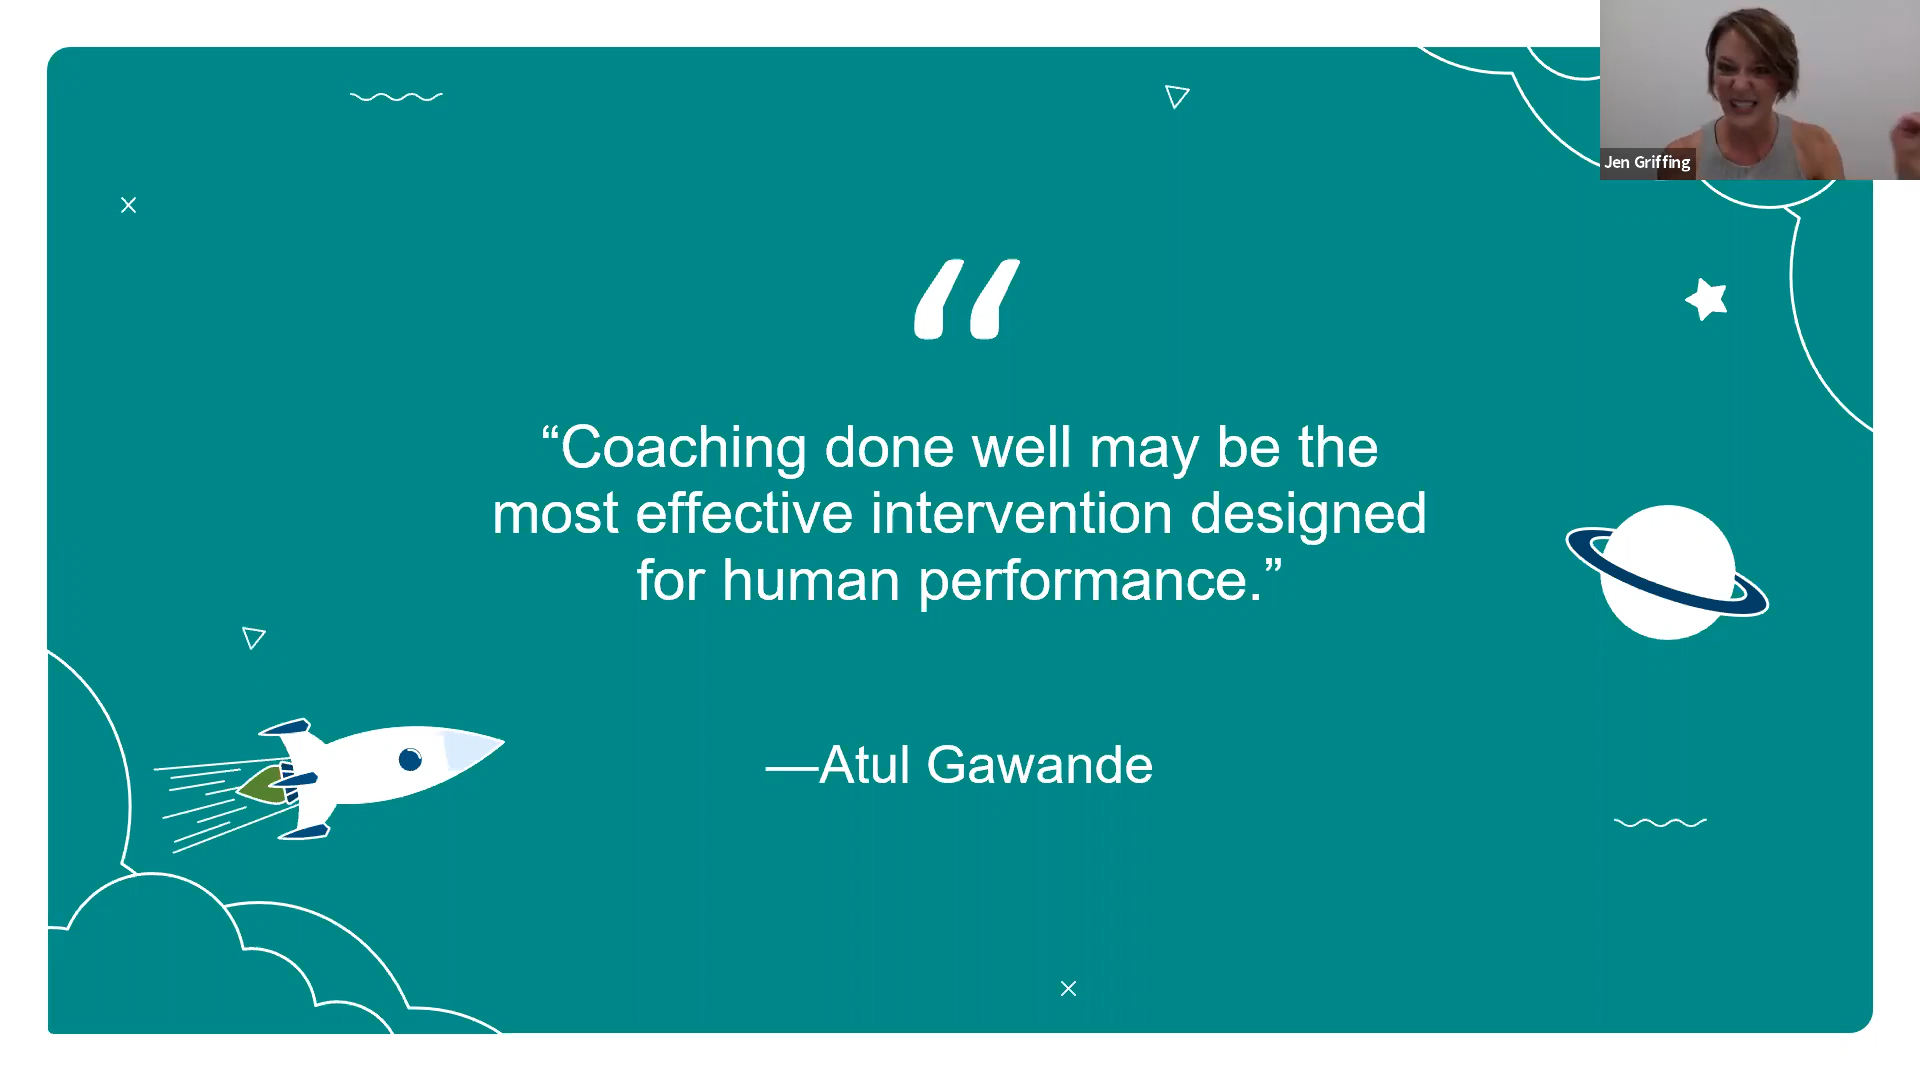 Jen Griffing
“
“Coaching done well may be the
most effective intervention designed
for human performance.”
—Atul Gawande